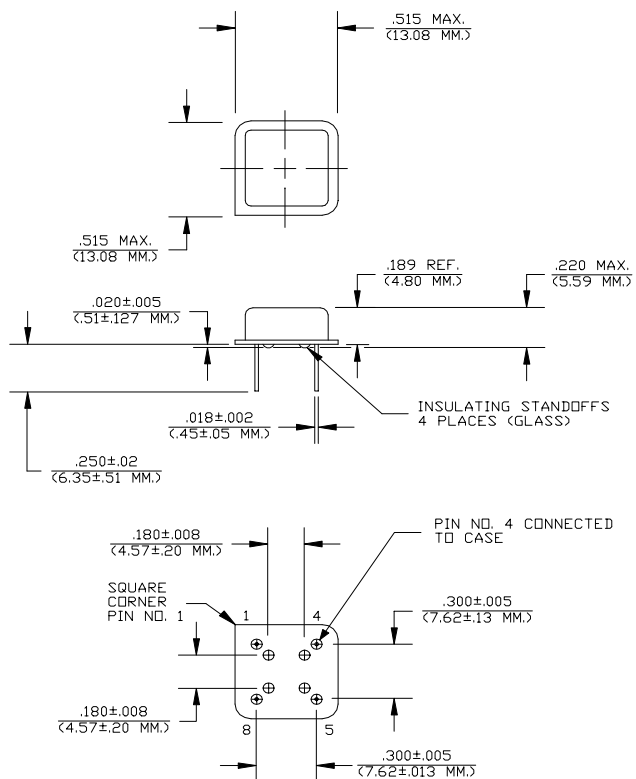 .515 MAX.
(13.08 MM.)
.515 MAX.
(13.08 MM.)
.189 REF.
(4.80 MM.)
.220 MAX.
(5.59 MM.)
.020±.005
(.51±.127 MM.)
INSULATING STANDOFFS
4 PLACES (GLASS)
.018±.002
(.45±.05 MM.)
.250±.02
(6.35±.51 MM.)
PIN NO. 4 CONNECTED
TO CASE
.180±.008
(4.57±.20 MM.)
SQUARE
CORNER
PIN NO. 1
1
4
.300±.005
(7.62±.13 MM.)
.180±.008
(4.57±.20 MM.)
8
5
.300±.005
(7.62±.013 MM.)